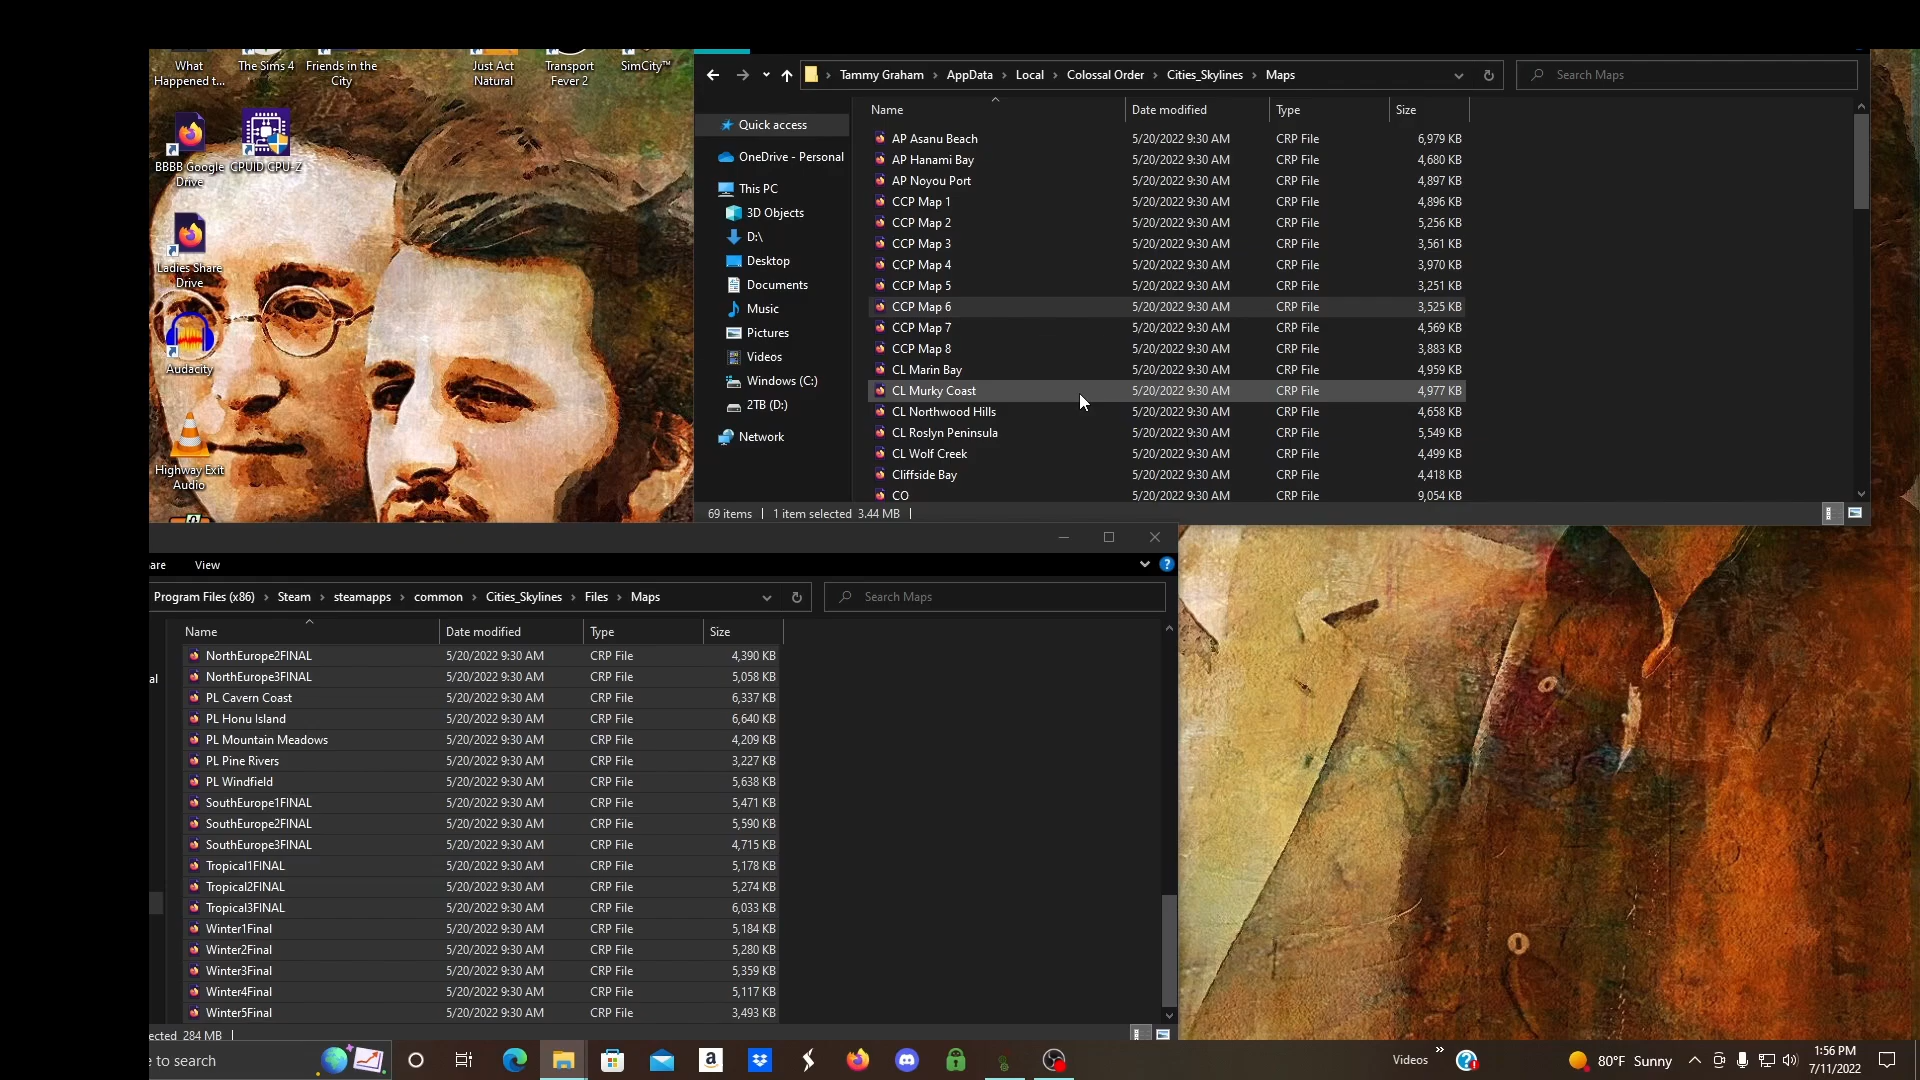 What
Happened t...
The Sims 4
Friends in the
City
Just Act
Natural
Transport
Fever 2
SimCity™
BBBB Google
Drive
CPUID CPU-Z
Ladies Share
Drive
Audacity
Highway Exit
Audio
Tammy Graham > AppData > Local > Colossal Order > Cities_Skylines > Maps
Search Maps
Quick access
OneDrive - Personal
This PC
3D Objects
D:\
Desktop
Documents
Music
Pictures
Videos
Windows (C:)
2TB (D:)
Network
Name Date modified Type Size
AP Asanu Beach 5/20/2022 9:30 AM CRP File 6,979 KB
AP Hanami Bay 5/20/2022 9:30 AM CRP File 4,680 KB
AP Noyou Port 5/20/2022 9:30 AM CRP File 4,897 KB
CCP Map 1 5/20/2022 9:30 AM CRP File 4,896 KB
CCP Map 2 5/20/2022 9:30 AM CRP File 5,256 KB
CCP Map 3 5/20/2022 9:30 AM CRP File 3,561 KB
CCP Map 4 5/20/2022 9:30 AM CRP File 3,970 KB
CCP Map 5 5/20/2022 9:30 AM CRP File 3,251 KB
CCP Map 6 5/20/2022 9:30 AM CRP File 3,525 KB
CCP Map 7 5/20/2022 9:30 AM CRP File 4,569 KB
CCP Map 8 5/20/2022 9:30 AM CRP File 3,883 KB
CL Marin Bay 5/20/2022 9:30 AM CRP File 4,959 KB
CL Murky Coast 5/20/2022 9:30 AM CRP File 4,977 KB
CL Northwood Hills 5/20/2022 9:30 AM CRP File 4,658 KB
CL Roslyn Peninsula 5/20/2022 9:30 AM CRP File 5,549 KB
CL Wolf Creek 5/20/2022 9:30 AM CRP File 4,499 KB
Cliffside Bay 5/20/2022 9:30 AM CRP File 4,418 KB
CO 5/20/2022 9:30 AM CRP File 9,054 KB
69 items | 1 item selected 3.44 MB |
are View
Program Files (x86) > Steam > steamapps > common > Cities_Skylines > Files > Maps
Search Maps
al
Name Date modified Type Size
NorthEurope2FINAL 5/20/2022 9:30 AM CRP File 4,390 KB
NorthEurope3FINAL 5/20/2022 9:30 AM CRP File 5,058 KB
PL Cavern Coast 5/20/2022 9:30 AM CRP File 6,337 KB
PL Honu Island 5/20/2022 9:30 AM CRP File 6,640 KB
PL Mountain Meadows 5/20/2022 9:30 AM CRP File 4,209 KB
PL Pine Rivers 5/20/2022 9:30 AM CRP File 3,227 KB
PL Windfield 5/20/2022 9:30 AM CRP File 5,638 KB
SouthEurope1FINAL 5/20/2022 9:30 AM CRP File 5,471 KB
SouthEurope2FINAL 5/20/2022 9:30 AM CRP File 5,590 KB
SouthEurope3FINAL 5/20/2022 9:30 AM CRP File 4,715 KB
Tropical1FINAL 5/20/2022 9:30 AM CRP File 5,178 KB
Tropical2FINAL 5/20/2022 9:30 AM CRP File 5,274 KB
Tropical3FINAL 5/20/2022 9:30 AM CRP File 6,033 KB
Winter1Final 5/20/2022 9:30 AM CRP File 5,184 KB
Winter2Final 5/20/2022 9:30 AM CRP File 5,280 KB
Winter3Final 5/20/2022 9:30 AM CRP File 5,359 KB
Winter4Final 5/20/2022 9:30 AM CRP File 5,117 KB
Winter5Final 5/20/2022 9:30 AM CRP File 3,493 KB
ected 284 MB |
e to search
Videos
80°F Sunny
1:56 PM
7/11/2022